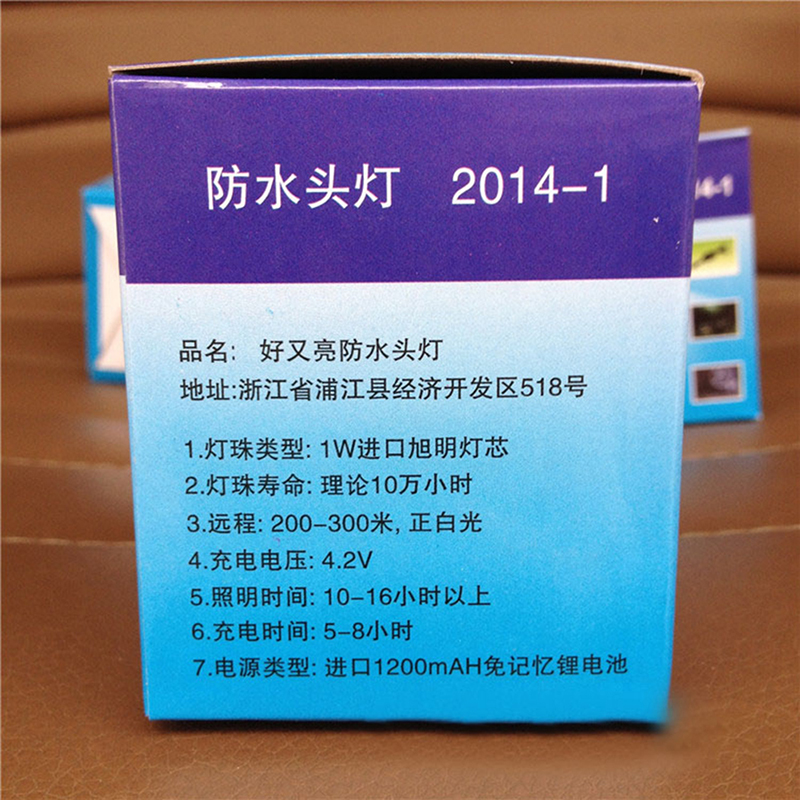 防水头灯 2014-1
品名: 好又亮防水头灯
地址:浙江省浦江县经济开发区518号
1.灯珠类型: 1W进口旭明灯芯
2.灯珠寿命: 理论10万小时
3.远程: 200-300米, 正白光
4.充电电压: 4.2V
5.照明时间: 10-16小时以上
6.充电时间: 5-8小时
7.电源类型: 进口1200mAH免记忆锂电池
14-1